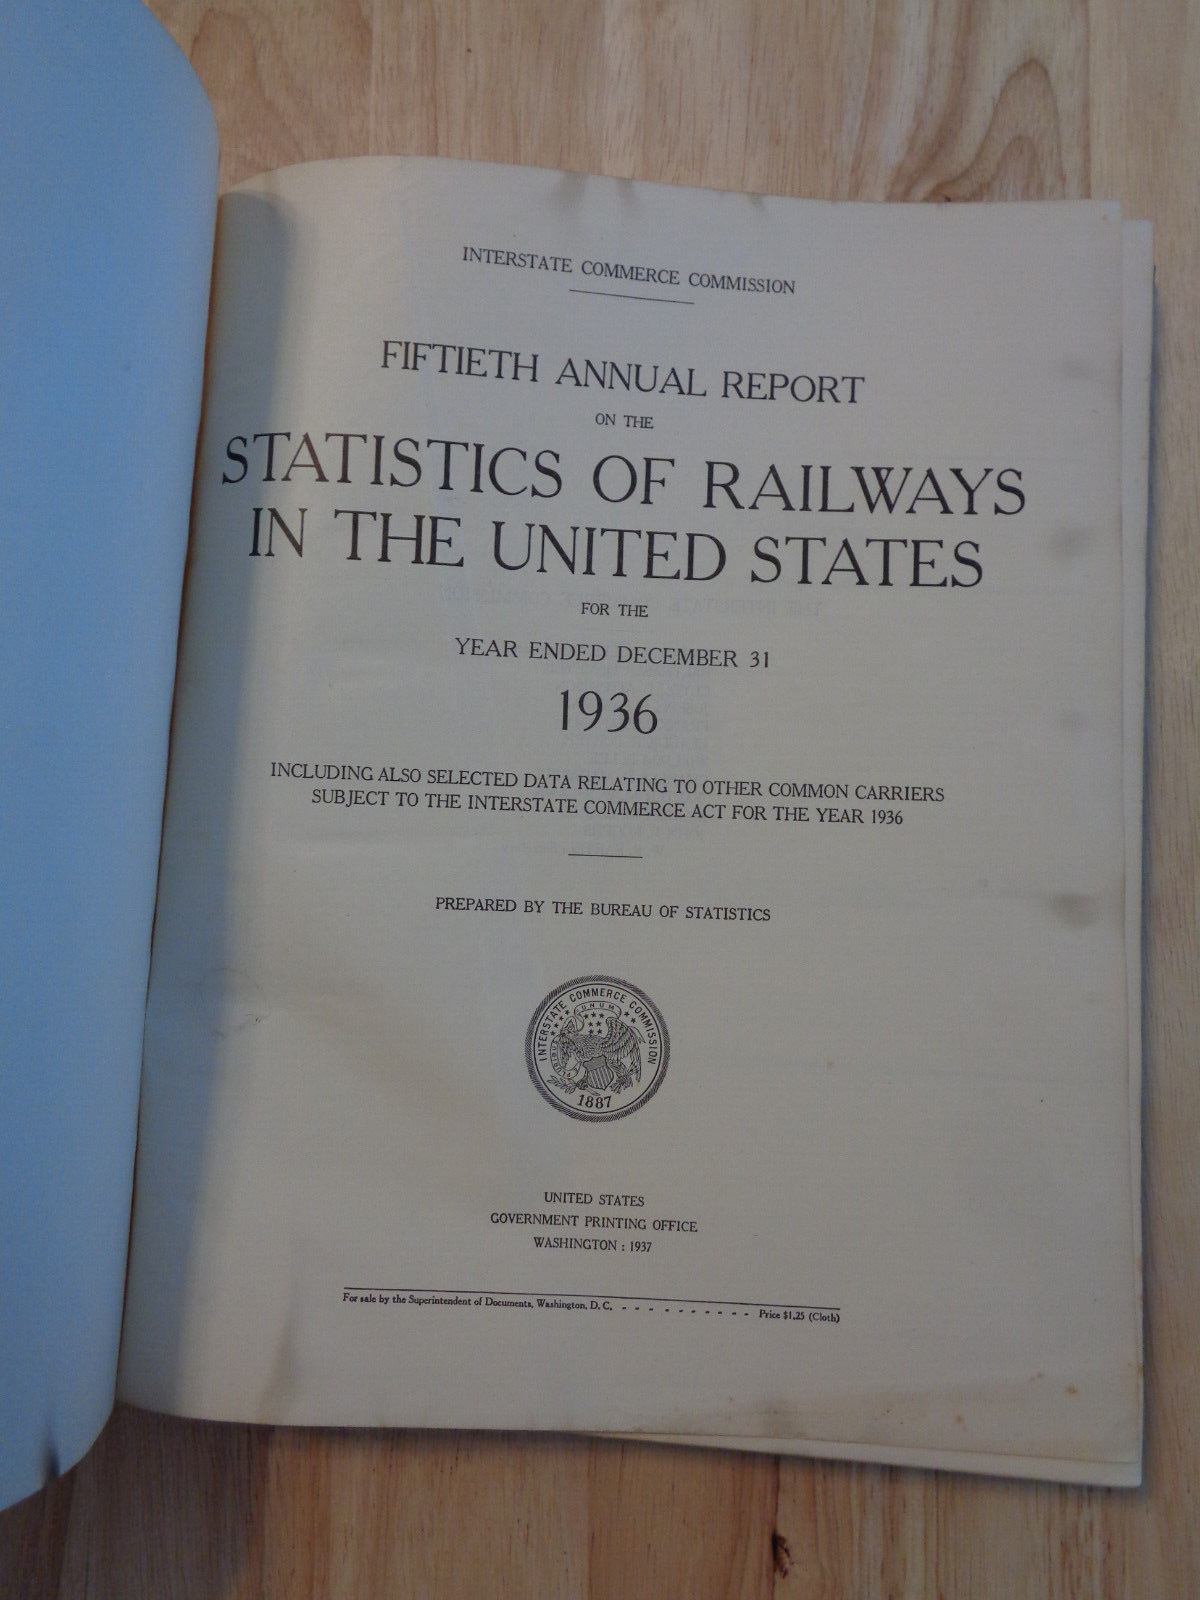 INTERSTATE COMMERCE COMMISSION
FIFTIETH ANNUAL REPORT
ON THE
STATISTICS OF RAILWAYS
IN THE UNITED STATES
FOR THE
YEAR ENDED DECEMBER 31
1936
INCLUDING ALSO SELECTED DATA RELATING TO OTHER COMMON CARRIERS
SUBJECT TO THE INTERSTATE COMMERCE ACT FOR THE YEAR 1936
PREPARED BY THE BUREAU OF STATISTICS
INTERSTATE COMMERCE COMMISSION
PLURIBUS UNUM
1887
UNITED STATES
GOVERNMENT PRINTING OFFICE
WASHINGTON : 1937
For sale by the Superintendent of Documents, Washington, D. C. - - - - - - - - - - Price $1.25 (Cloth)